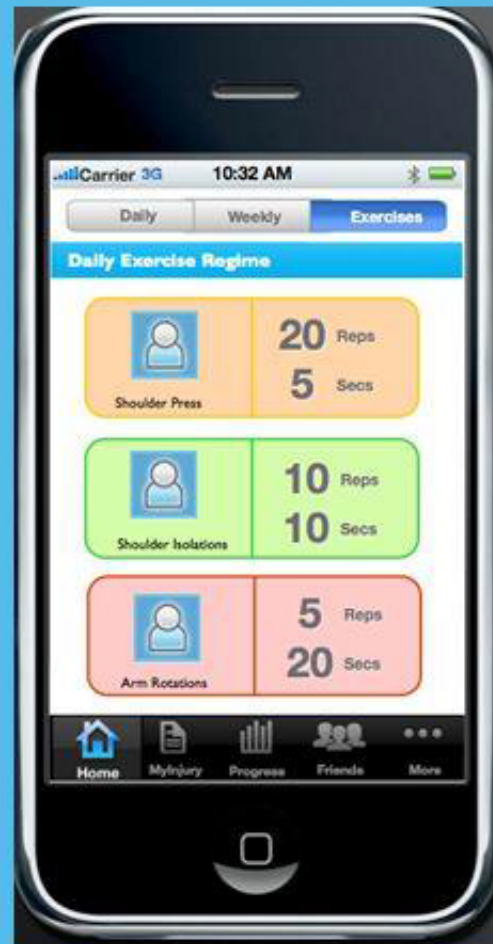 Carrier 3G 10:32 AM
Daily Weekly Exercises
Daily Exercise Regime
20 Reps
5 Secs
Shoulder Press
10 Reps
10 Secs
Shoulder Isolations
5 Reps
20 Secs
Arm Rotations
Home MyInjury Progress Friends More